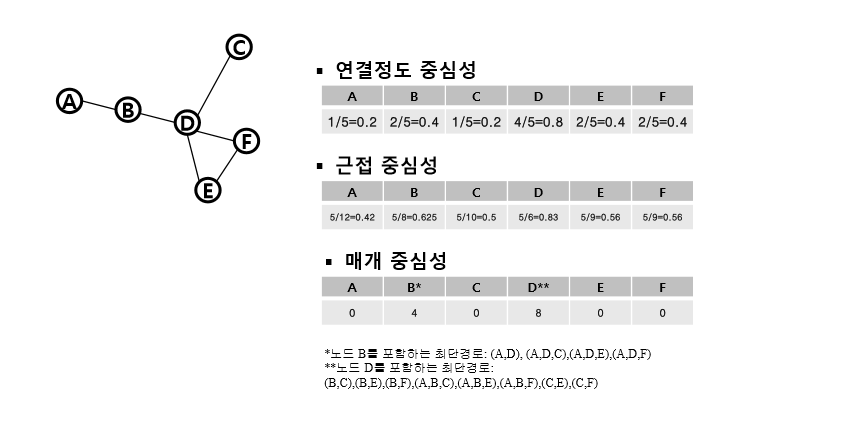 C
A
B
D
F
E
▪ 연결정도 중심성
A B C D E F
1/5=0.2 2/5=0.4 1/5=0.2 4/5=0.8 2/5=0.4 2/5=0.4
▪ 근접 중심성
A B C D E F
5/12=0.42 5/8=0.625 5/10=0.5 5/6=0.83 5/9=0.56 5/9=0.56
▪ 매개 중심성
A B* C D** E F
0 4 0 8 0 0
*노드 B를 포함하는 최단경로: (A,D), (A,D,C),(A,D,E),(A,D,F)
**노드 D를 포함하는 최단경로:
(B,C),(B,E),(B,F),(A,B,C),(A,B,E),(A,B,F),(C,E),(C,F)